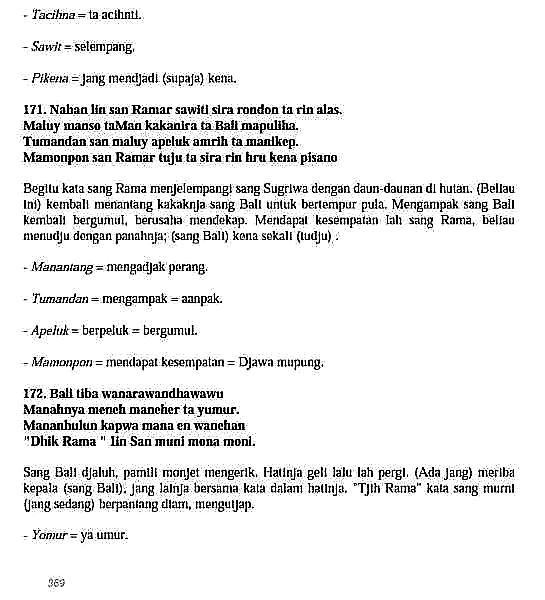 - Tacihna = ta acihnti.
- Sawit = selempang,
- Pikena = jang mendjadi (supaja) kena.
171. Nahan lin san Ramar sawiti sira rondon ta rin alas.
Maluy manso taMan kakanira ta Bali mapuliha.
Tumandan san maluy apeluk amrih ta manikep.
Mamonpon san Ramar tuju ta sira rin hru kena pisano
Begitu kata sang Rama menjelempangi sang Sugriwa dengan daun-daunan di hutan. (Beliau
ini) kembali menantang kakaknja sang Bali untuk bertempur pula. Mengampak sang Bali
kembali bergumul, berusaha mendekap. Mendapat kesempatan lah sang Rama, beliau
menudju dengan panahnja; (sang Bali) kena sekali (tudju) .
- Manantang = mengadjak perang.
- Tumandan = mengampak = aanpak.
- Apeluk = berpeluk = bergumul.
- Mamonpon = mendapat kesempatan = Djawa mupung,
172. Bali tiba wanarawandhawawu
Manahnya meneh maneher ta yumur.
Mananhulun kapwa mana en wanehan
"Dhik Rama " lin San muni mona moni.
Sang Bali djatuh, pamili monjet mengerik. Hatinja geli lalu lah pergi. (Ada jang) meriba
kepala (sang Bali), jang lainja bersama kata dalam hatinja. "Tjih Rama" kata sang murni
(jang sedang) berpantang diam, mengutjap.
- Yomur = ya umur.
369